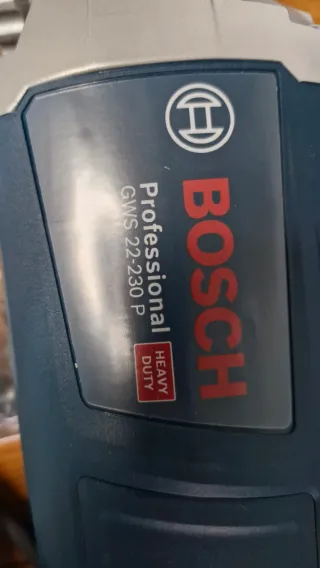 BOSCH
Professional
GWS 22-230 P
HEAVY
DUTY